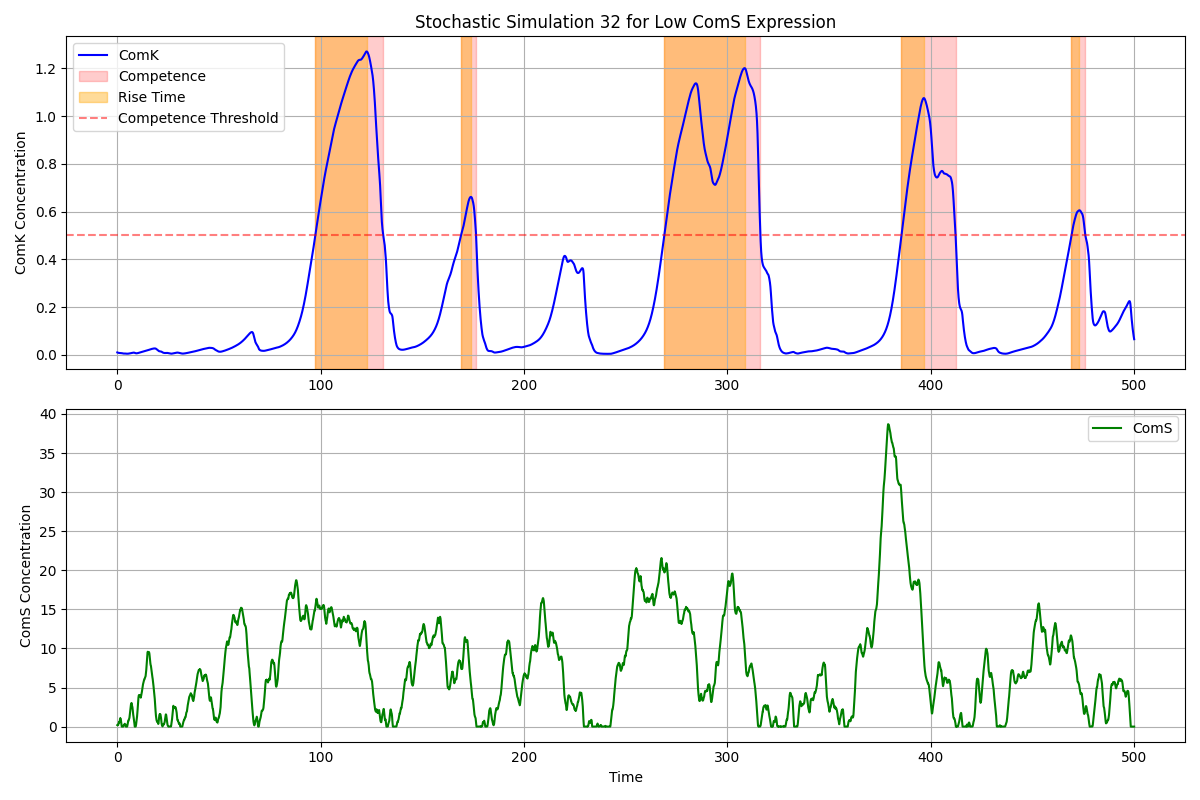 Stochastic Simulation 32 for Low ComS Expression
ComK Concentration
1.2
1.0
0.8
0.6
0.4
0.2
0.0
ComK
Competence
Rise Time
Competence Threshold
0 100 200 300 400 500
ComS Concentration
40
35
30
25
20
15
10
5
0
ComS
0 100 200 300 400 500
Time